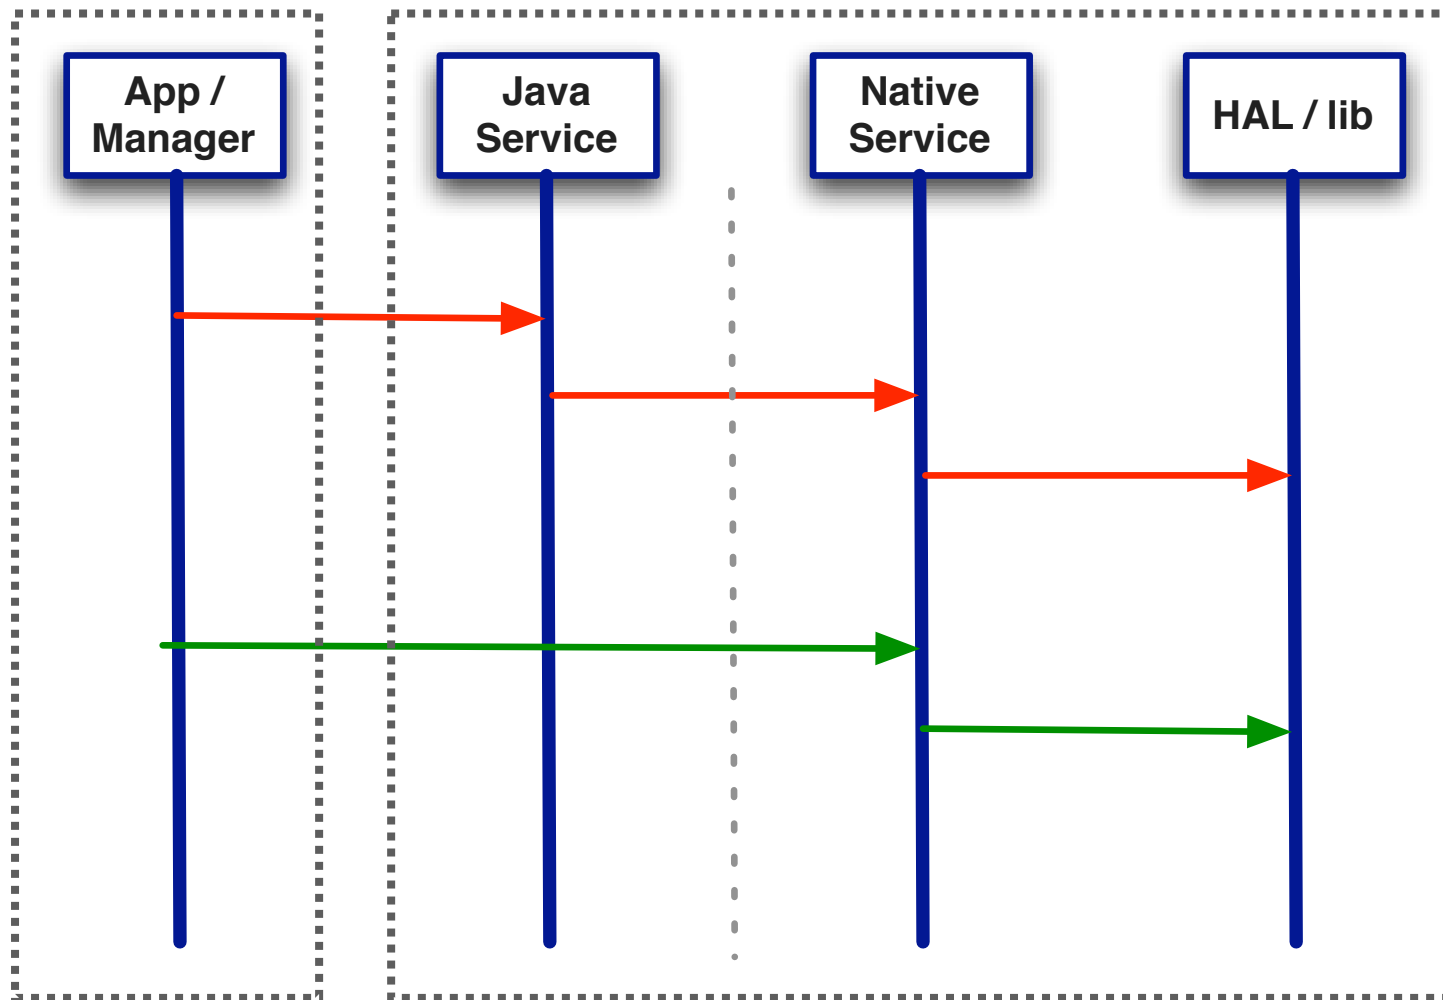 App /
Manager
Java
Service
Native
Service
HAL / lib